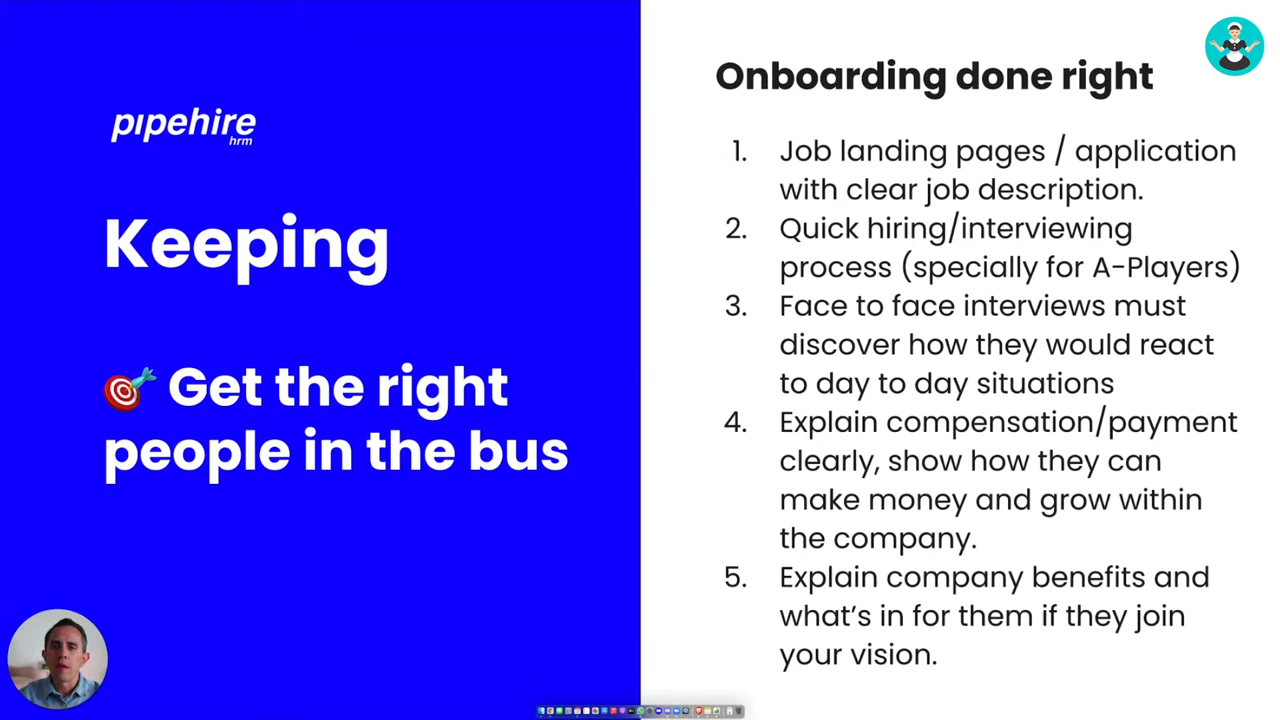 pipehire
hrm
Keeping
Get the right
people in the bus
Onboarding done right
1. Job landing pages / application
with clear job description.
2. Quick hiring/interviewing
process (specially for A-Players)
3. Face to face interviews must
discover how they would react
to day to day situations
4. Explain compensation/payment
clearly, show how they can
make money and grow within
the company.
5. Explain company benefits and
what's in for them if they join
your vision.